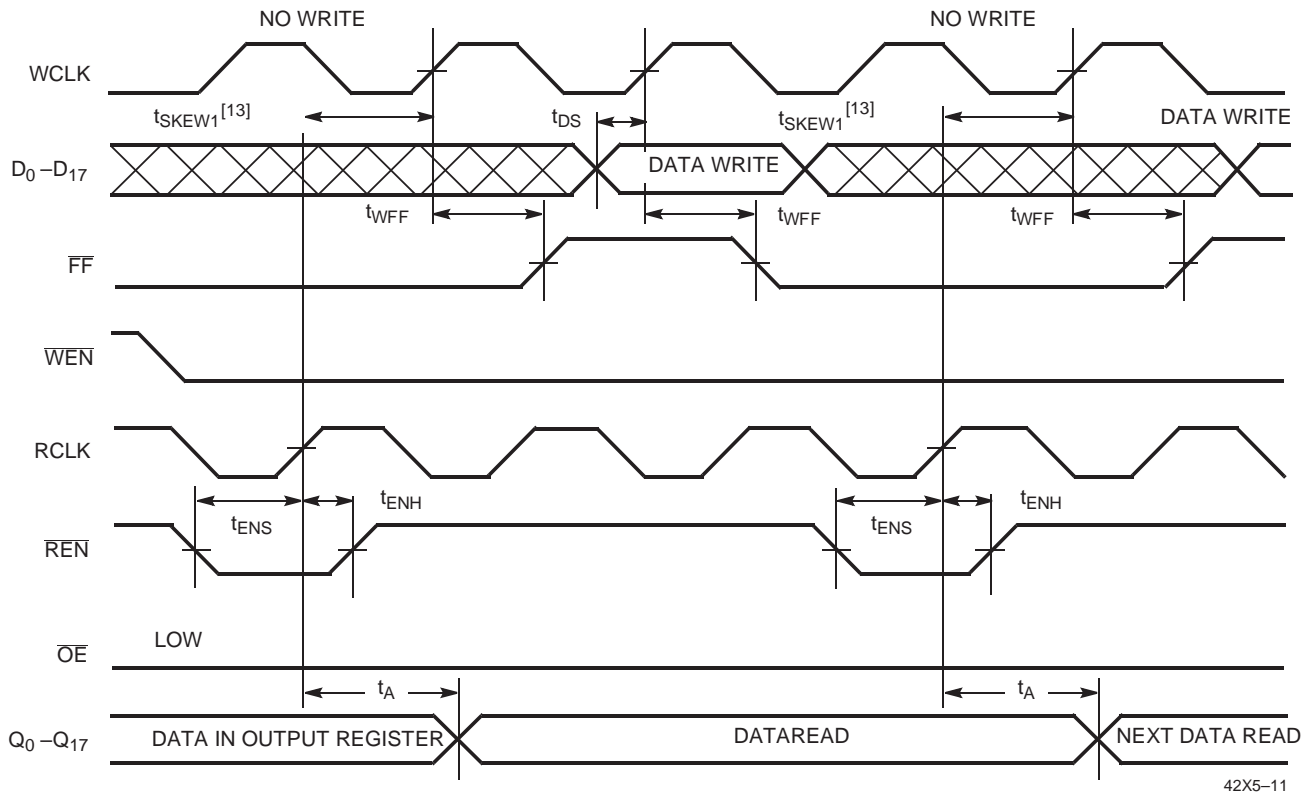 NO WRITE NO WRITE
WCLK
tSKEW1[13] tDS tSKEW1[13] DATA WRITE
D0 –D17 DATA WRITE
tWFF tWFF tWFF
FF
WEN
RCLK
tENS tENH tENS tENH
REN
LOW
OE
tA tA
Q0 –Q17 DATA IN OUTPUT REGISTER DATAREAD NEXT DATA READ
42X5–11